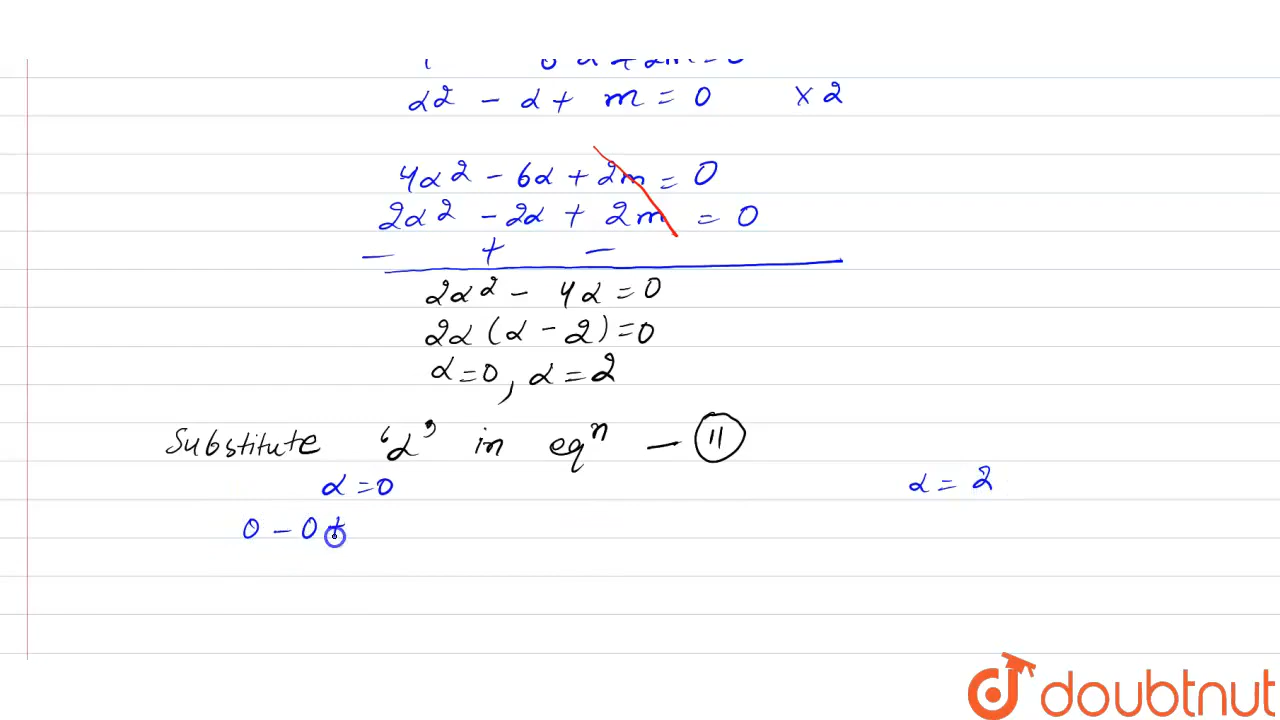 α2 - α + m = 0 × 2
4α2 - 6α + 2m = 0
2α2 - 2α + 2m = 0
- + -
2α2 - 4α = 0
2α(α - 2) = 0
α = 0, α = 2
Substitute 'α' in eqn - 11
α = 0 α = 2
0 - 0 +
doubtnut